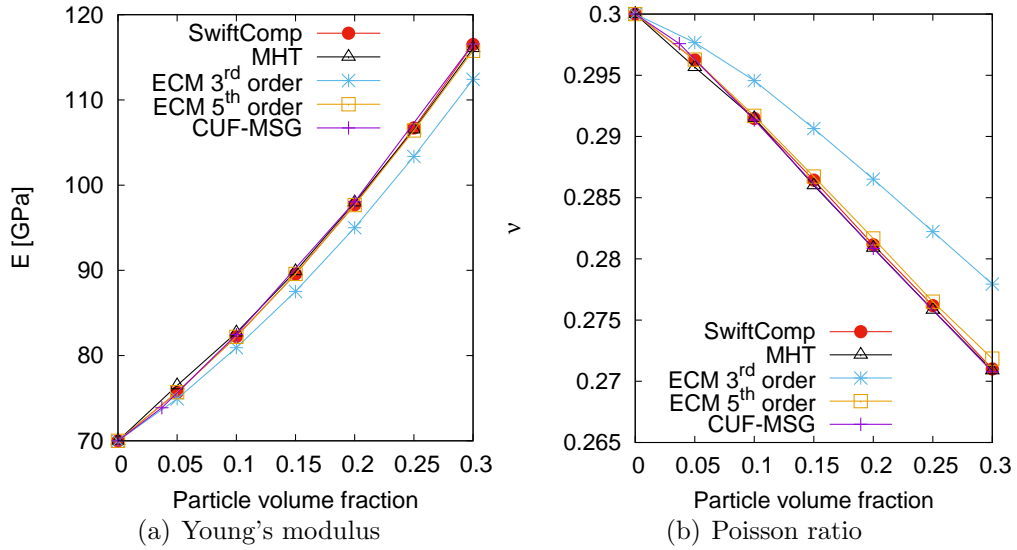 120
110
100
90
80
70
E [GPa]
SwiftComp
MHT
ECM 3rd order
ECM 5th order
CUF-MSG
0 0.05 0.1 0.15 0.2 0.25 0.3
Particle volume fraction
(a) Young's modulus
0.3
0.295
0.29
0.285
0.28
0.275
0.27
0.265
ν
SwiftComp
MHT
ECM 3rd order
ECM 5th order
CUF-MSG
0 0.05 0.1 0.15 0.2 0.25 0.3
Particle volume fraction
(b) Poisson ratio